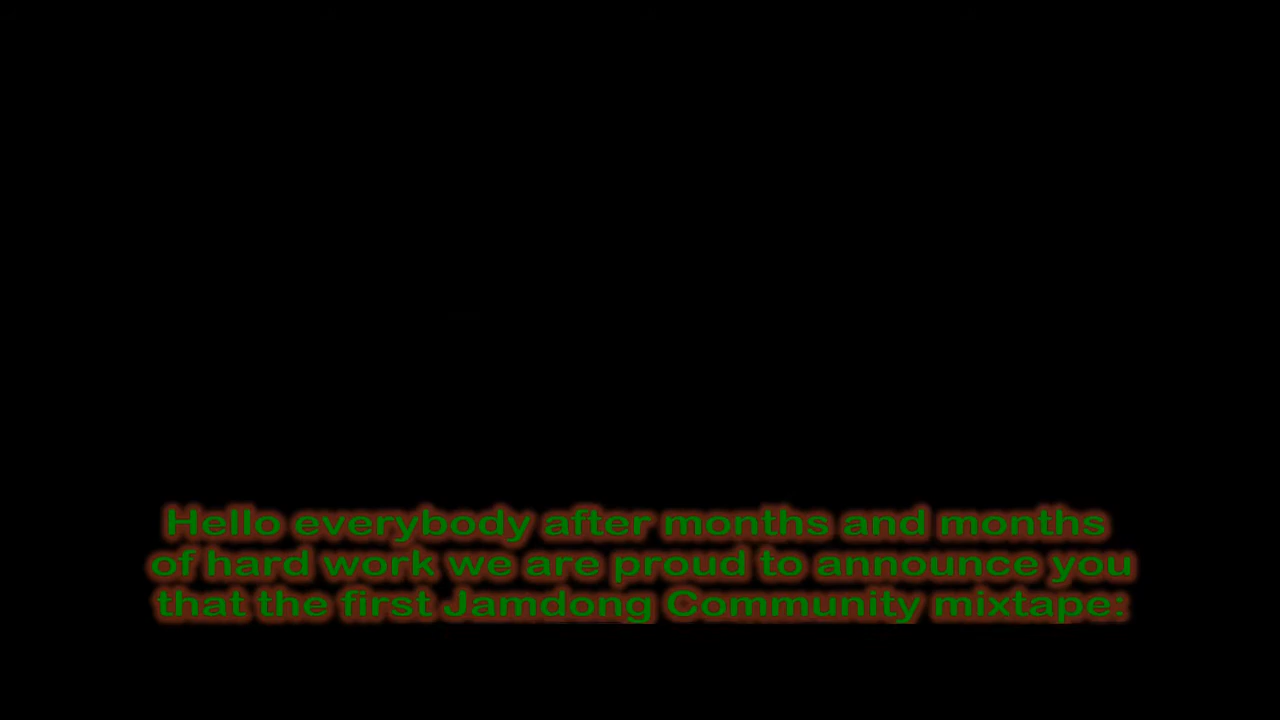 Hello everybody after months and months
of hard work we are proud to announce you
that the first Jamdong Community mixtape: